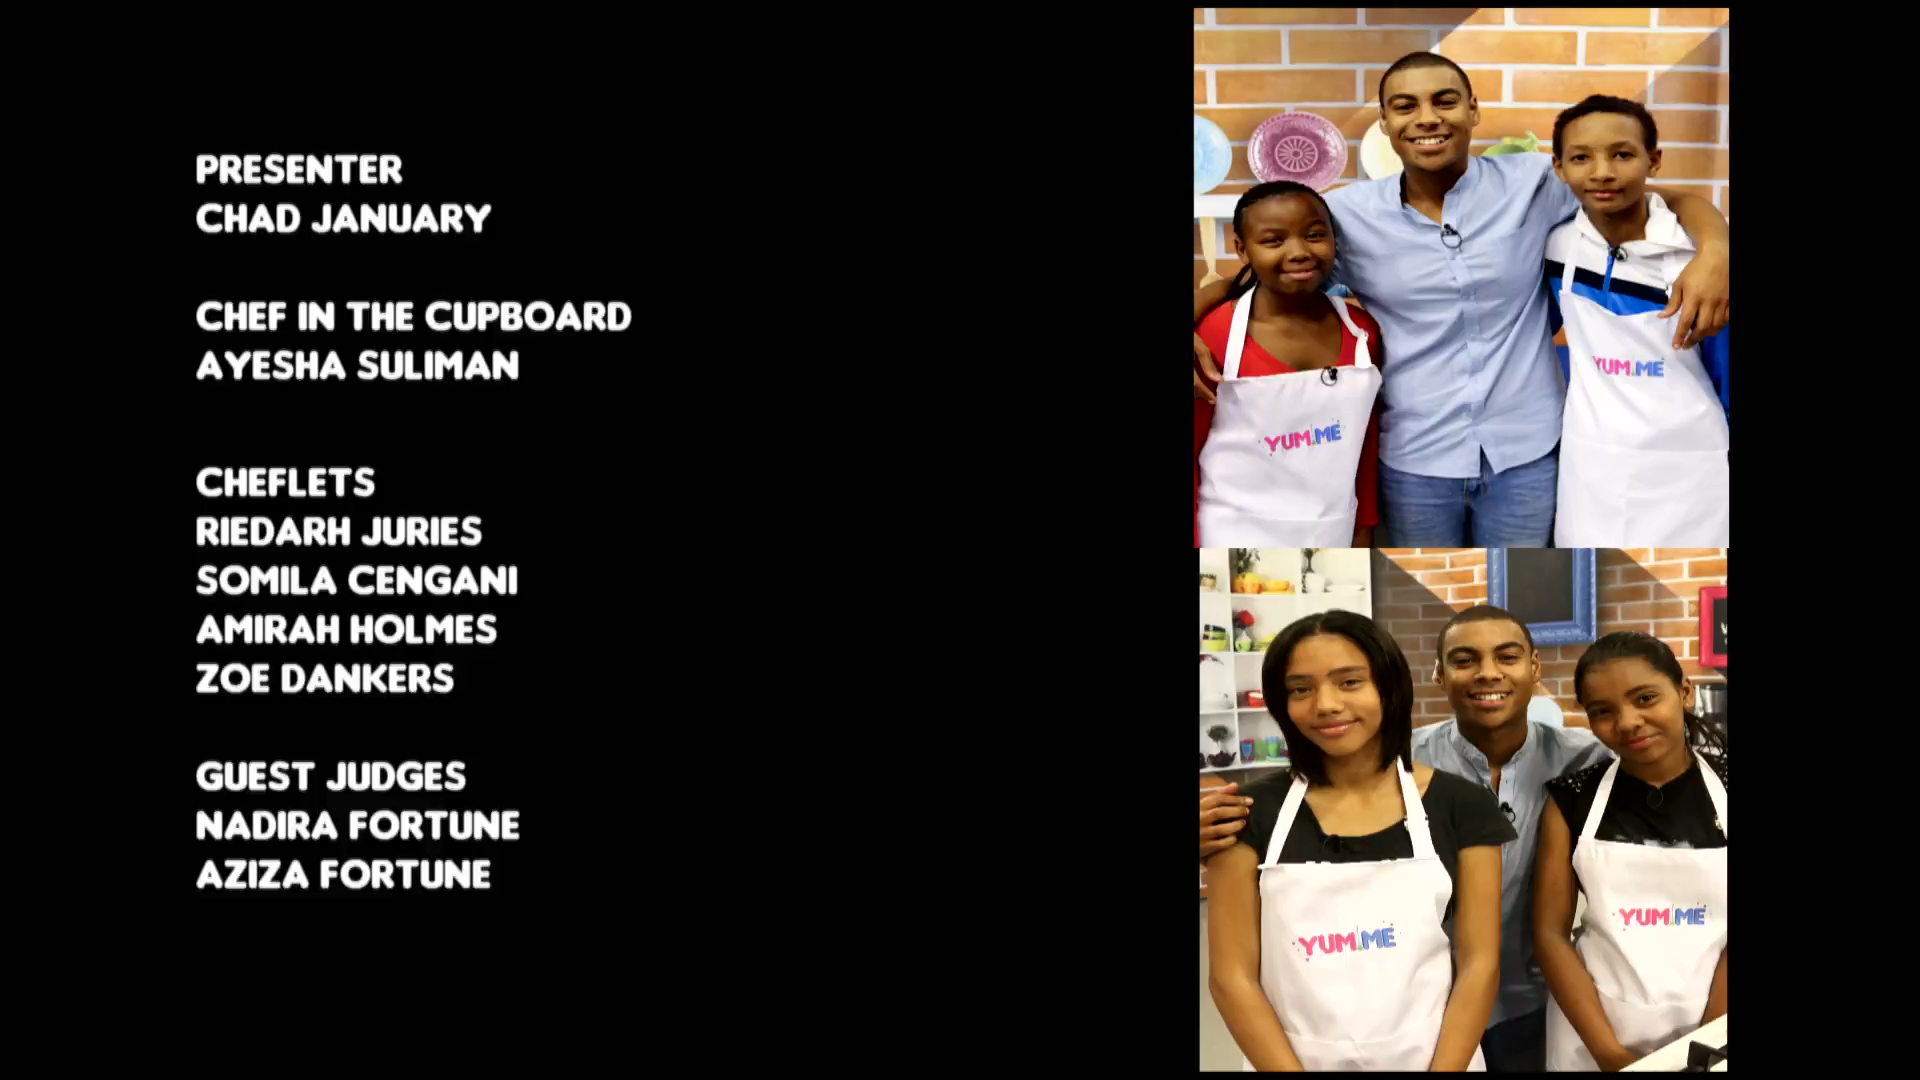 PRESENTER
CHAD JANUARY
CHEF IN THE CUPBOARD
AYESHA SULIMAN
CHEFLETS
RIEDARH JURIES
SOMILA CENGANI
AMIRAH HOLMES
ZOE DANKERS
GUEST JUDGES
NADIRA FORTUNE
AZIZA FORTUNE
YUM.ME
YUM.ME
YUM.ME
YUM.ME